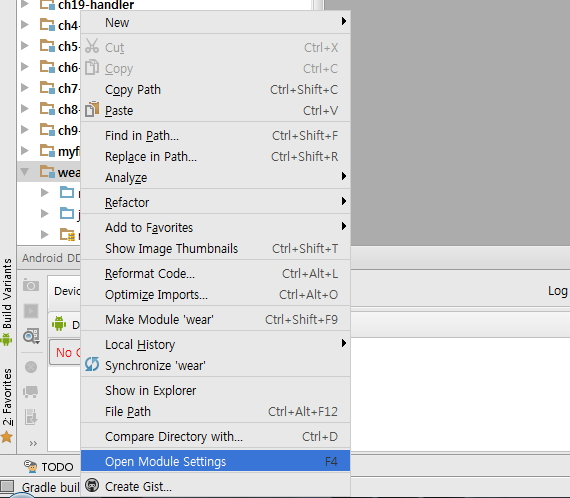 ch19-handler
ch4-
ch5-
ch6-
ch7-
ch8-
ch9-
myfi
wea
New
Cut Ctrl+X
Copy Ctrl+C
Copy Path Ctrl+Shift+C
Paste Ctrl+V
Find in Path... Ctrl+Shift+F
Replace in Path... Ctrl+Shift+R
Analyze
Refactor
Add to Favorites
Show Image Thumbnails Ctrl+Shift+T
Reformat Code... Ctrl+Alt+L
Optimize Imports... Ctrl+Alt+O
Make Module 'wear' Ctrl+Shift+F9
Local History
Synchronize 'wear'
Show in Explorer
File Path Ctrl+Alt+F12
Compare Directory with... Ctrl+D
Open Module Settings F4
Create Gist...
Android DD
Devic
Log
D
No
Build Variants
2: Favorites
TODO
Gradle buil